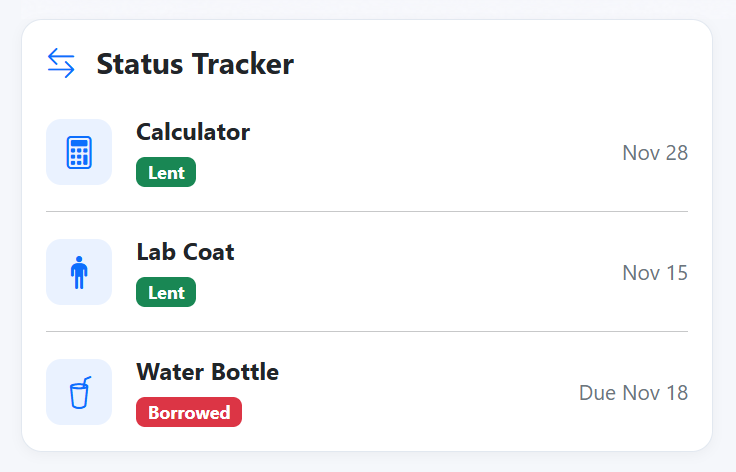 Status Tracker
Calculator
Lent
Nov 28
Lab Coat
Lent
Nov 15
Water Bottle
Borrowed
Due Nov 18